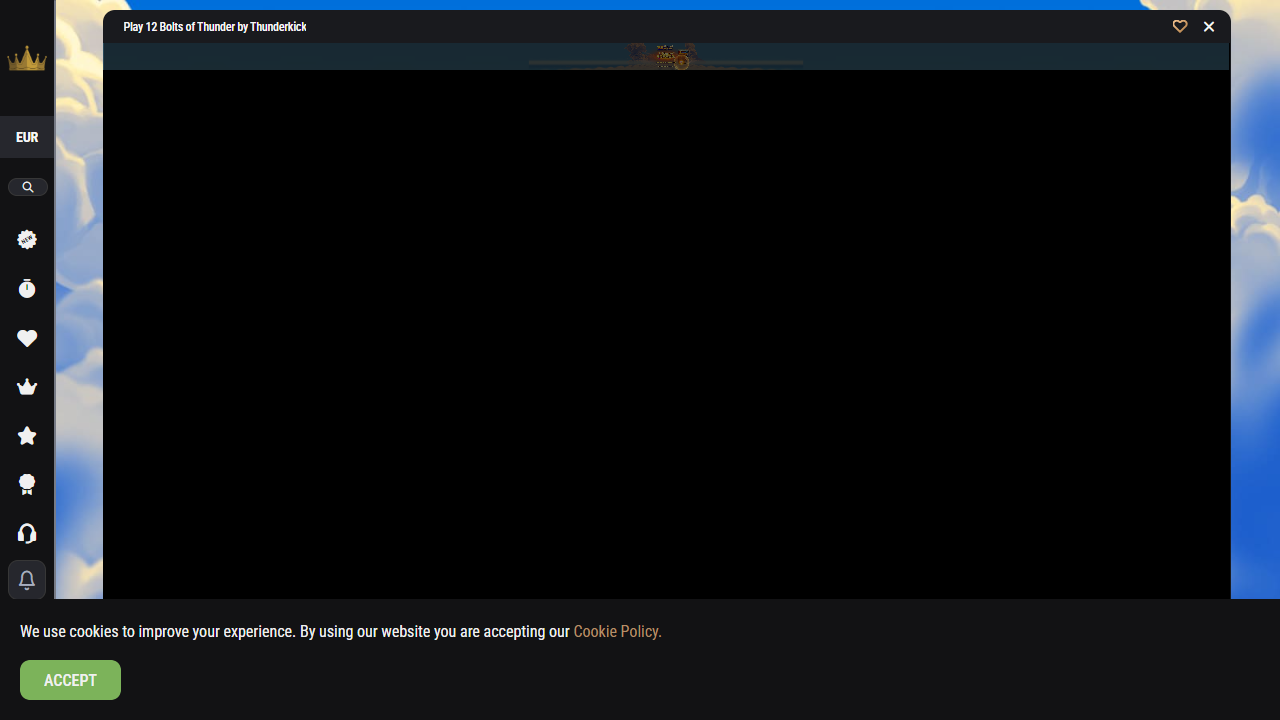 Play 12 Bolts of Thunder by Thunderkick
EUR
NEW
We use cookies to improve your experience. By using our website you are accepting our Cookie Policy.
ACCEPT